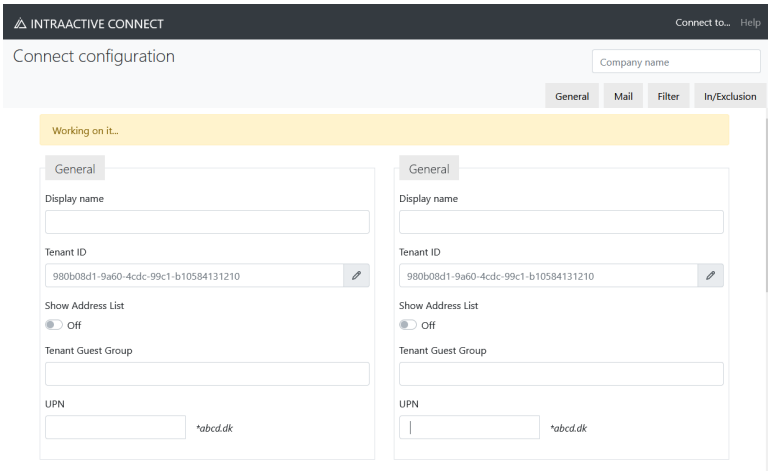 INTRAACTIVE CONNECT
Connect to... Help
Connect configuration
Company name
General Mail Filter In/Exclusion
Working on it...
General
Display name
Tenant ID
980b08d1-9a60-4cdc-99c1-b10584131210
Show Address List
Off
Tenant Guest Group
UPN
*abcd.dk
General
Display name
Tenant ID
980b08d1-9a60-4cdc-99c1-b10584131210
Show Address List
Off
Tenant Guest Group
UPN
*abcd.dk